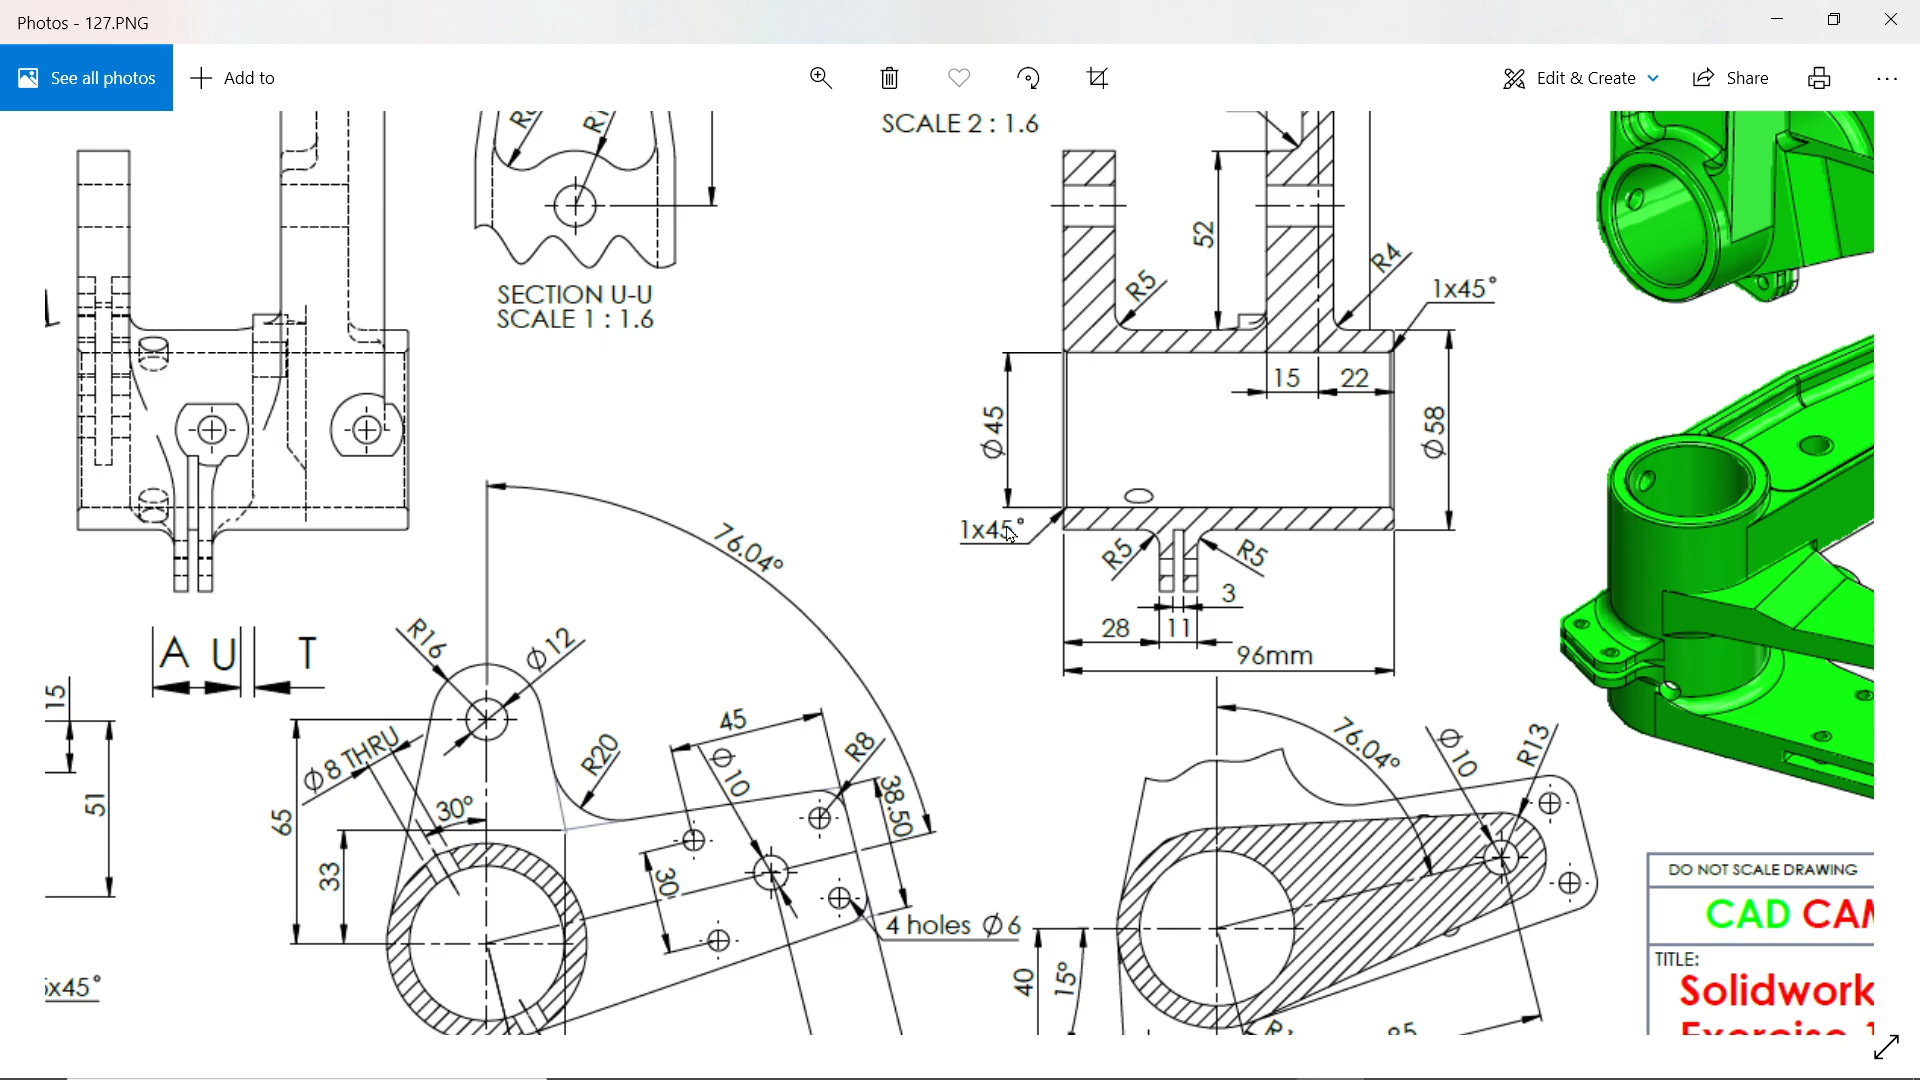 Photos - 127.PNG
See all photos
Add to
Edit & Create
Share
SCALE 2 : 1.6
SECTION U-U
SCALE 1 : 1.6
52
R5
R4
1x45°
15
22
Ø45
Ø58
1x45°
R5
R5
3
28
11
96mm
76.04°
A U T
R16
Ø12
15
51
Ø8 THRU
30°
65
33
R20
45
Ø10
R8
38.50
30
4 holes Ø6
76.04°
Ø10
R13
40
15°
x45°
DO NOT SCALE DRAWING
CAD CAM
TITLE:
Solidwork